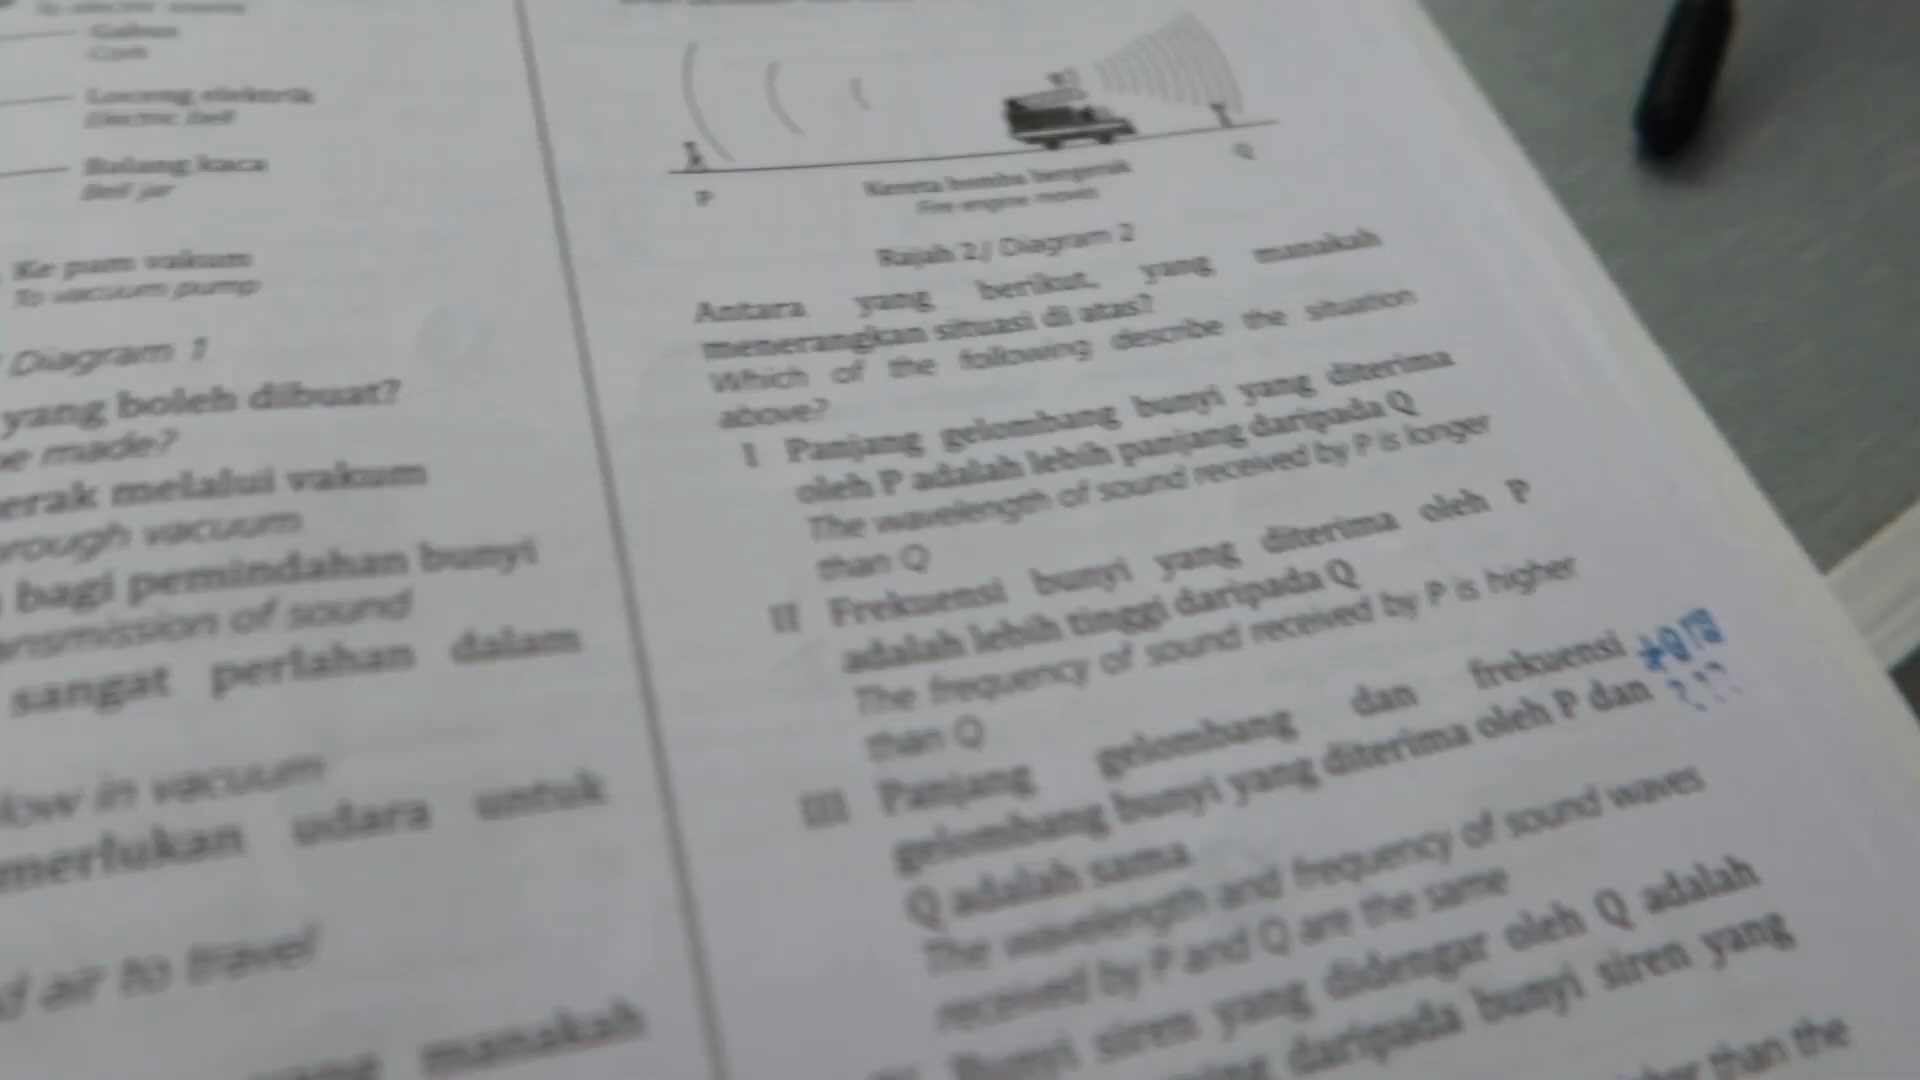 Galbus
Loceng elektrik
Electric bell
Balang kaca
Bell jar
Ke pam vakum
To vacuum pump
Diagram 1
yang boleh dibuat?
made?
melalui vakum
vacuum
bagi pemindahan bunyi
of sound
sangat perlahan dalam
in vacuum
udara untuk
air to travel
manakah
P
Q
Kereta bomba bergerak
Fire engine moves
Rajah 2/ Diagram 2
Antara yang berikut, yang manakah
menerangkan situasi di atas?
Which of the following describe the situation
above?
I Panjang gelombang bunyi yang diterima
oleh P adalah lebih panjang daripada Q
The wavelength of sound received by P is longer
than Q
II Frekuensi bunyi yang diterima oleh P
adalah lebih tinggi daripada Q
The frequency of sound received by P is higher
than Q
III Panjang gelombang dan frekuensi
gelombang bunyi yang diterima oleh P dan
Q adalah sama
The wavelength and frequency of sound waves
received by P and Q are the same
Bunyi siren yang didengar oleh Q adalah
daripada bunyi siren yang
than the